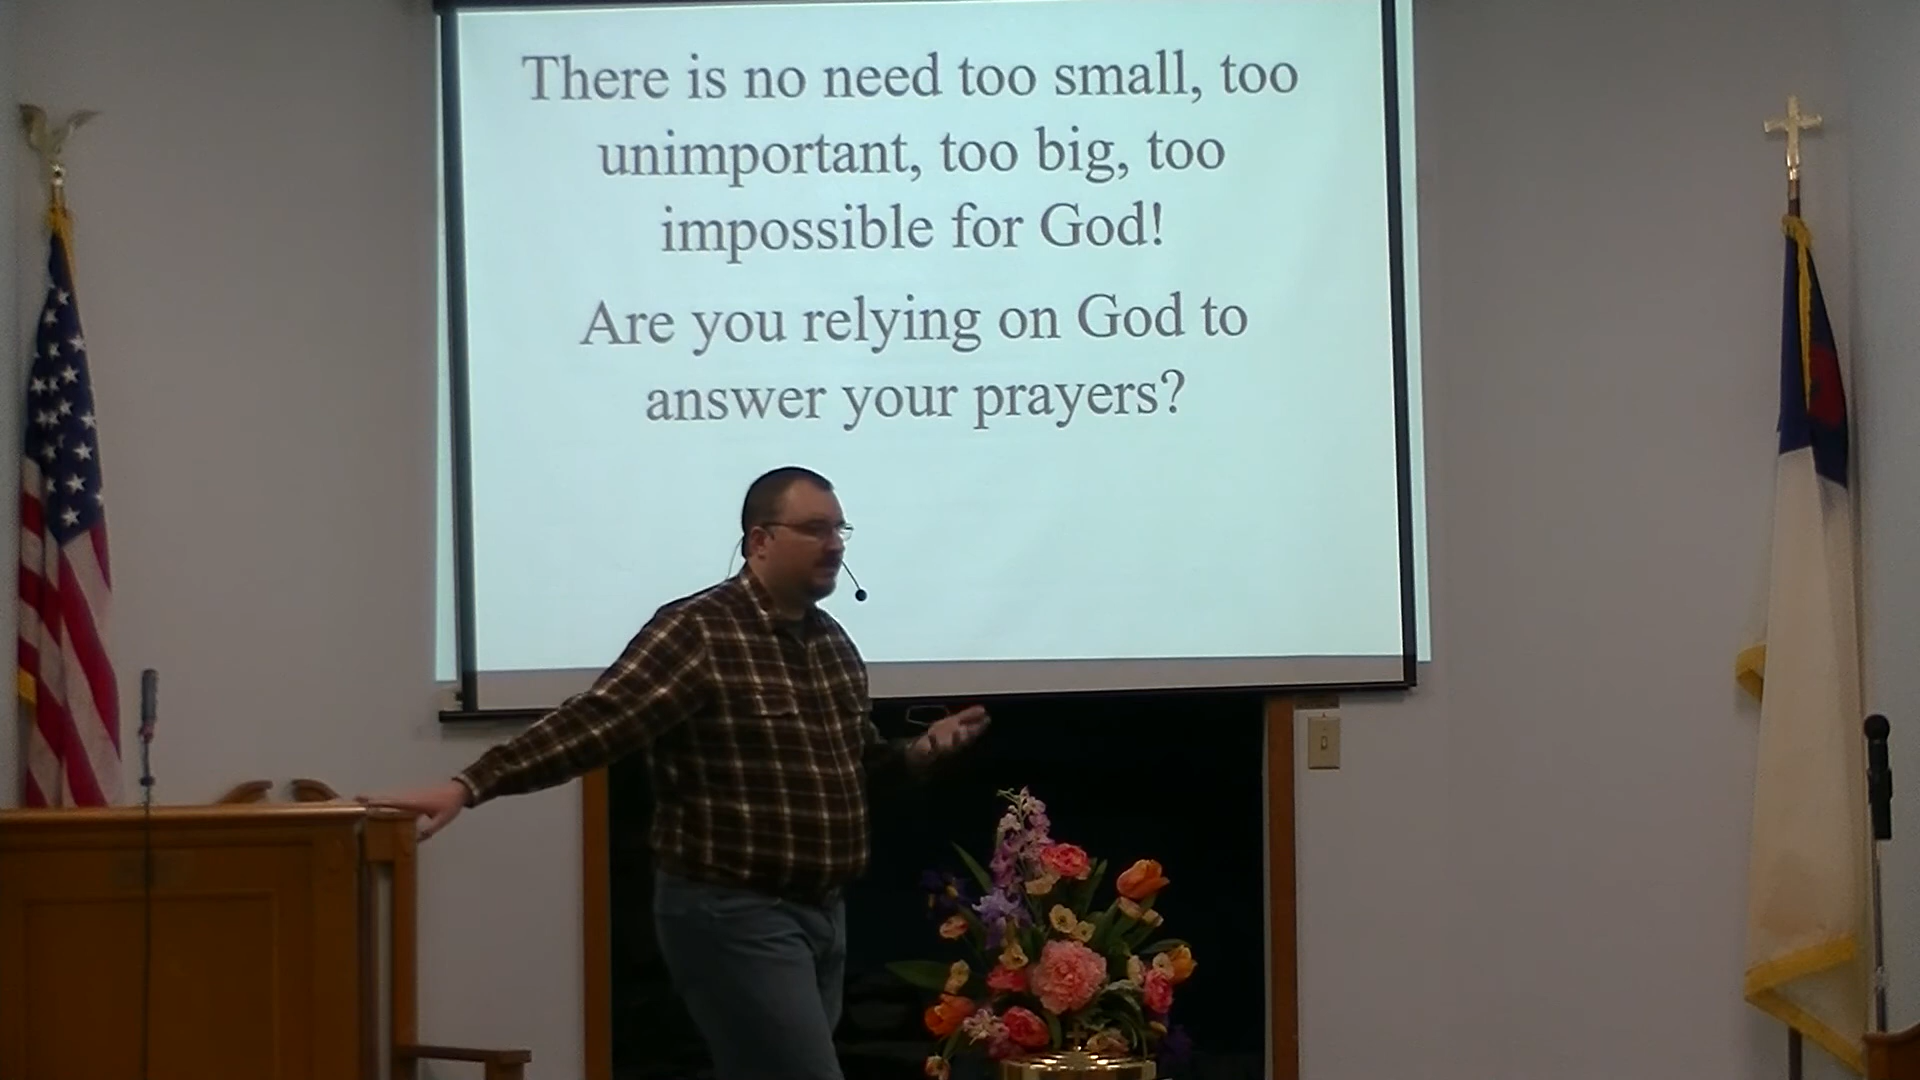 There is no need too small, too
unimportant, too big, too
impossible for God!
Are you relying on God to
answer your prayers?